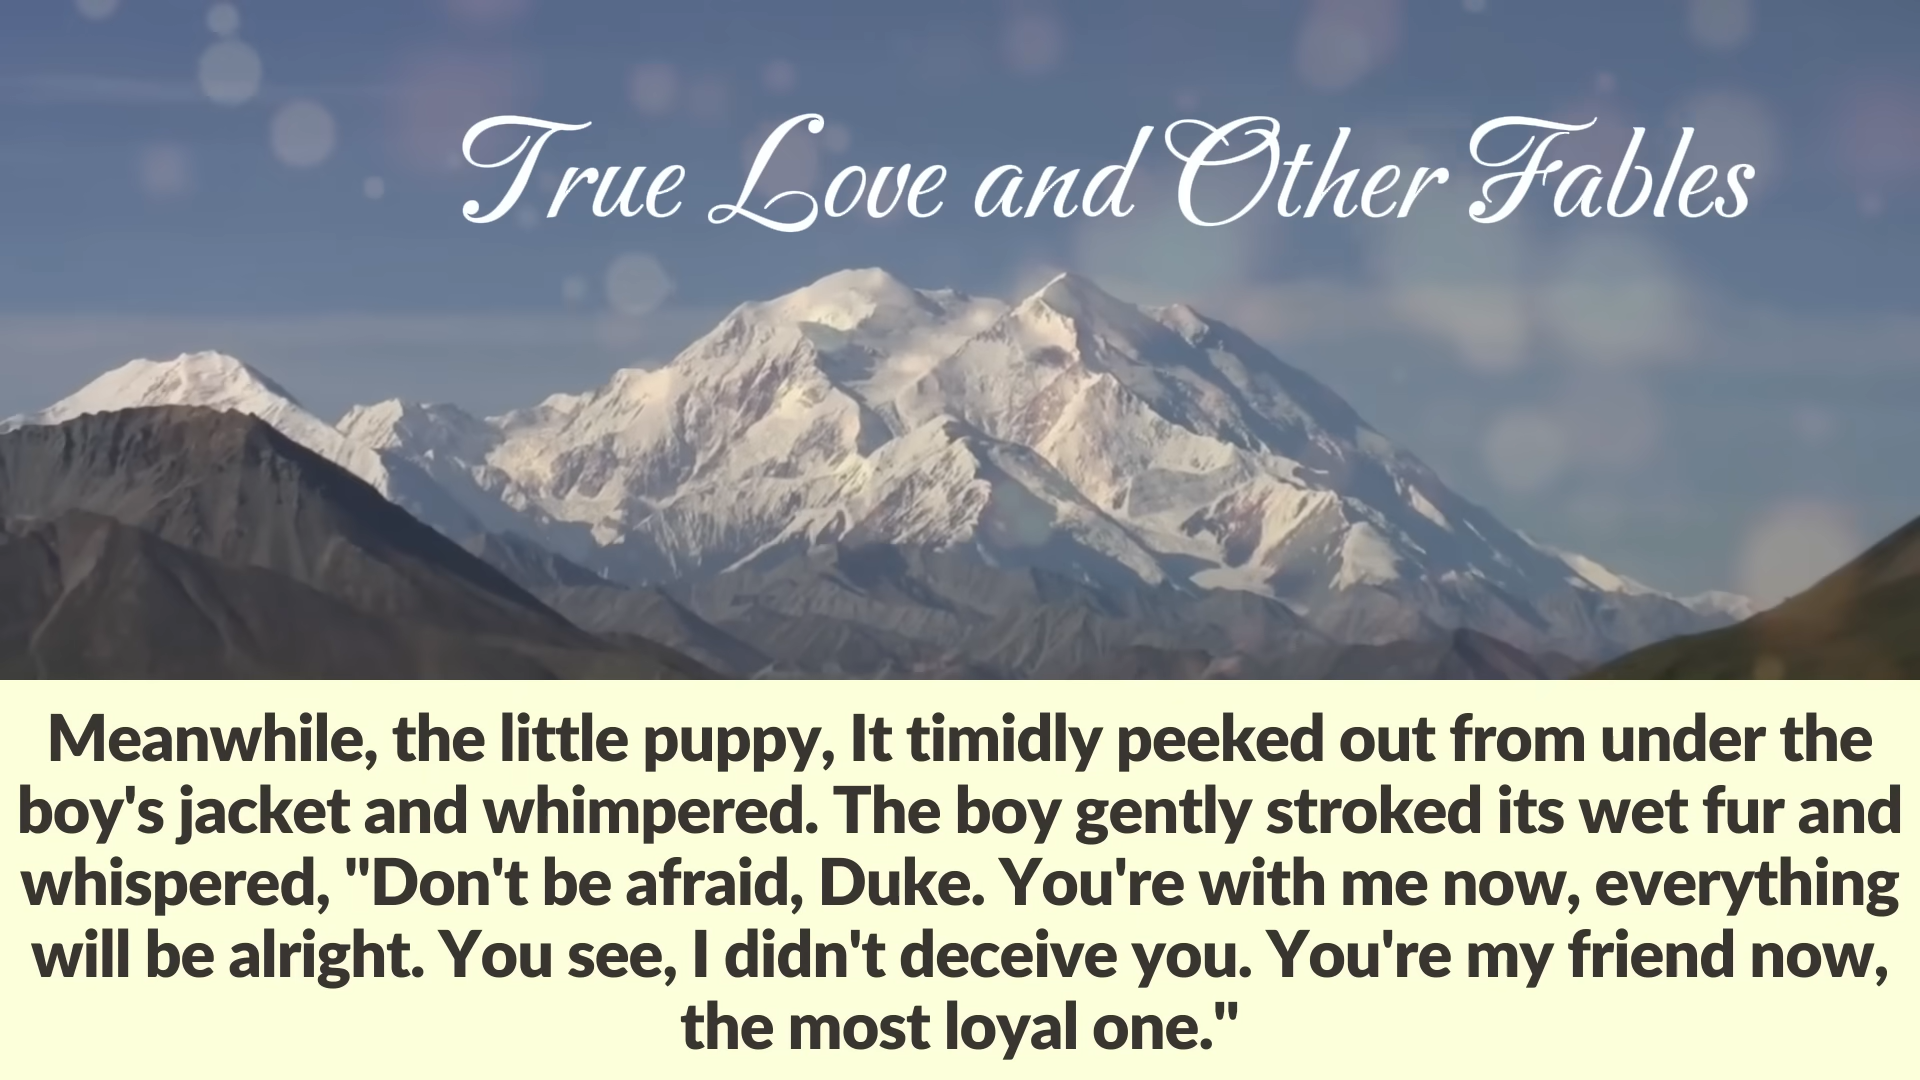 True Love and Other Fables
Meanwhile, the little puppy, It timidly peeked out from under the
boy's jacket and whimpered. The boy gently stroked its wet fur and
whispered, "Don't be afraid, Duke. You're with me now, everything
will be alright. You see, I didn't deceive you. You're my friend now,
the most loyal one."